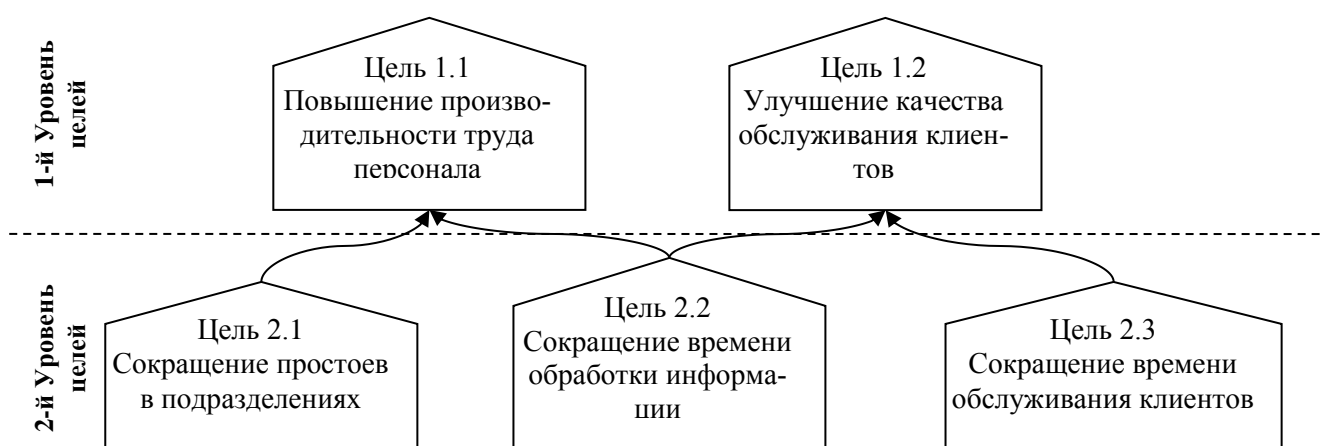 1-й Уровень
целей
Цель 1.1
Повышение произво-
дительности труда
персонала
Цель 1.2
Улучшение качества
обслуживания клиен-
тов
2-й Уровень
целей
Цель 2.1
Сокращение простоев
в подразделениях
Цель 2.2
Сокращение времени
обработки информа-
ции
Цель 2.3
Сокращение времени
обслуживания клиентов